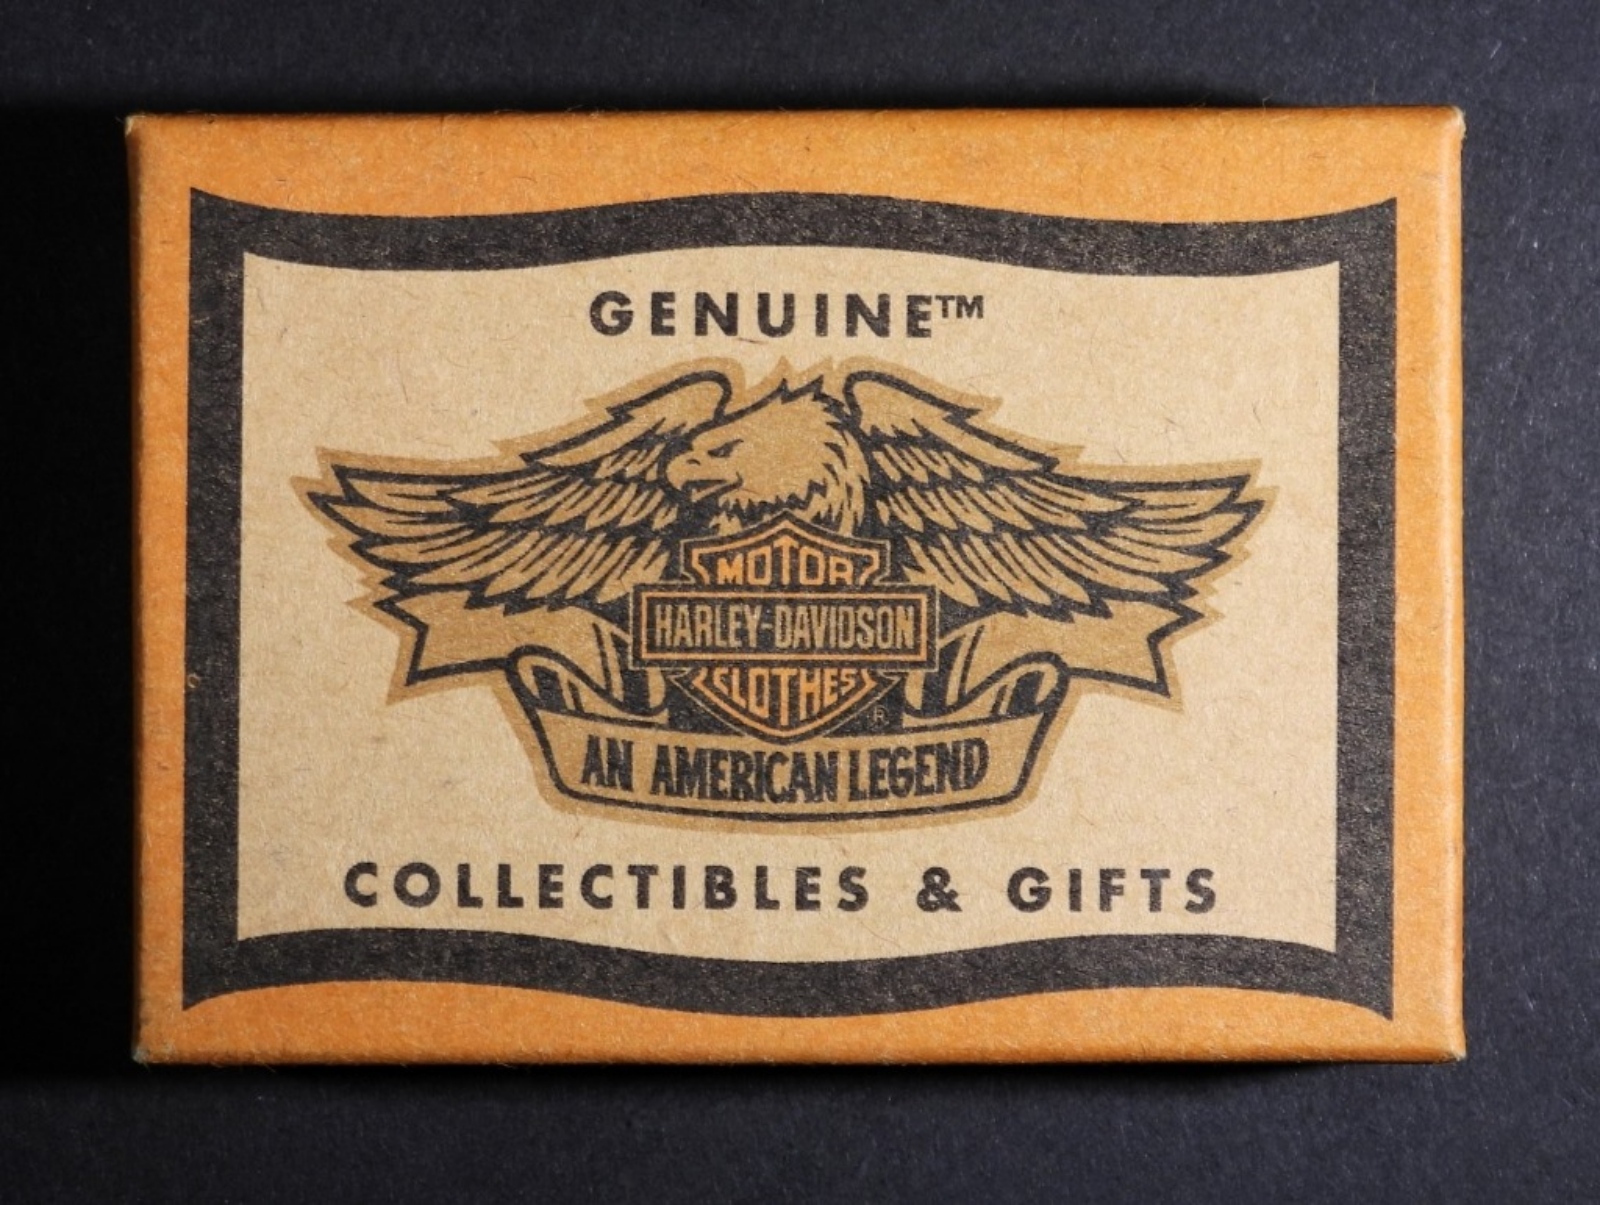 GENUINE™
MOTOR
HARLEY-DAVIDSON
CLOTHES
®
AN AMERICAN LEGEND
COLLECTIBLES & GIFTS